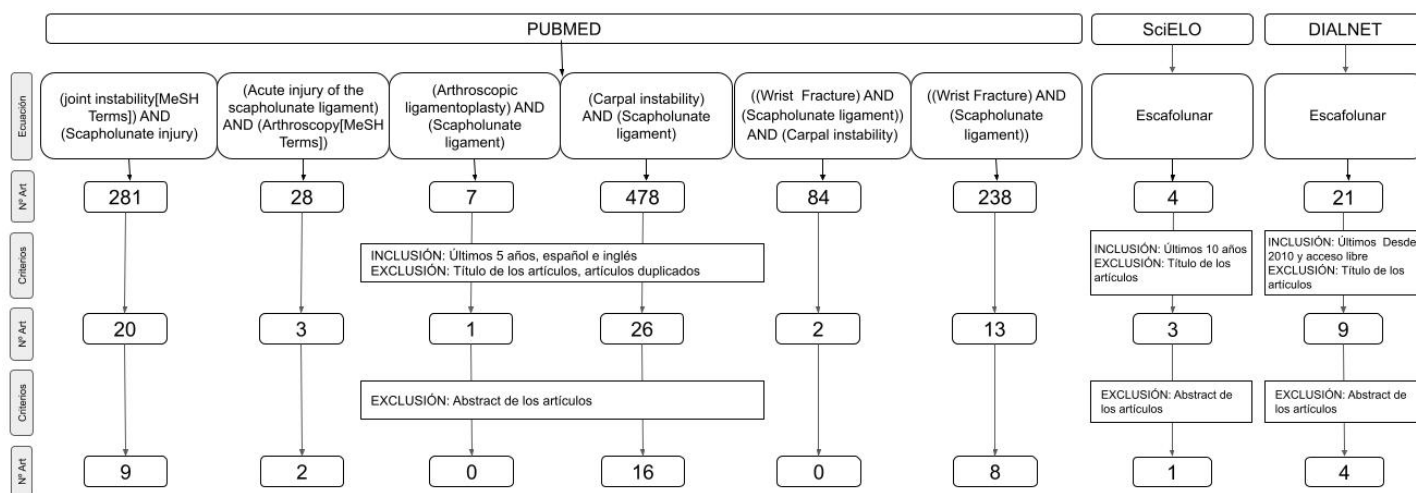 PUBMED
SciELO
DIALNET
Ecuación
(joint instability[MeSH
Terms]) AND
(Scapholunate injury)
(Acute injury of the
scapholunate ligament)
AND (Arthroscopy[MeSH
Terms])
(Arthroscopic
ligamentoplasty) AND
(Scapholunate
ligament)
(Carpal instability)
AND (Scapholunate
ligament)
((Wrist Fracture) AND
(Scapholunate ligament))
AND (Carpal instability)
((Wrist Fracture) AND
(Scapholunate
ligament))
Escafolunar
Escafolunar
Nº Art
281
28
7
478
84
238
4
21
Criterios
INCLUSIÓN: Últimos 5 años, español e inglés
EXCLUSIÓN: Título de los artículos, artículos duplicados
INCLUSIÓN: Últimos 10 años
EXCLUSIÓN: Título de los
artículos
INCLUSIÓN: Últimos Desde
2010 y acceso libre
EXCLUSIÓN: Título de los
artículos
Nº Art
20
3
1
26
2
13
3
9
Criterios
EXCLUSIÓN: Abstract de los artículos
EXCLUSIÓN: Abstract de
los artículos
EXCLUSIÓN: Abstract de
los artículos
Nº Art
9
2
0
16
0
8
1
4